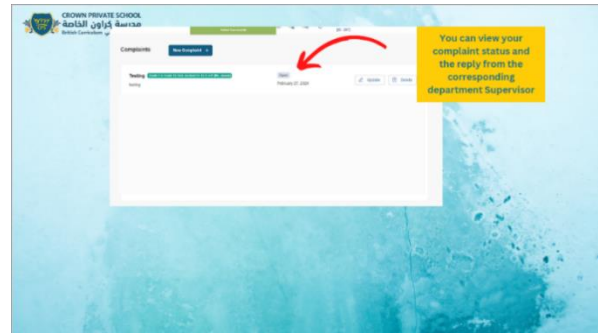 CROWN PRIVATE SCHOOL
مدرسة كراون الخاصة
British Curriculum
You can view your
complaint status and
the reply from the
corresponding
department Supervisor
Complaints
New Complaint +
Testing
Open
testing
February 27,
Update
Delete